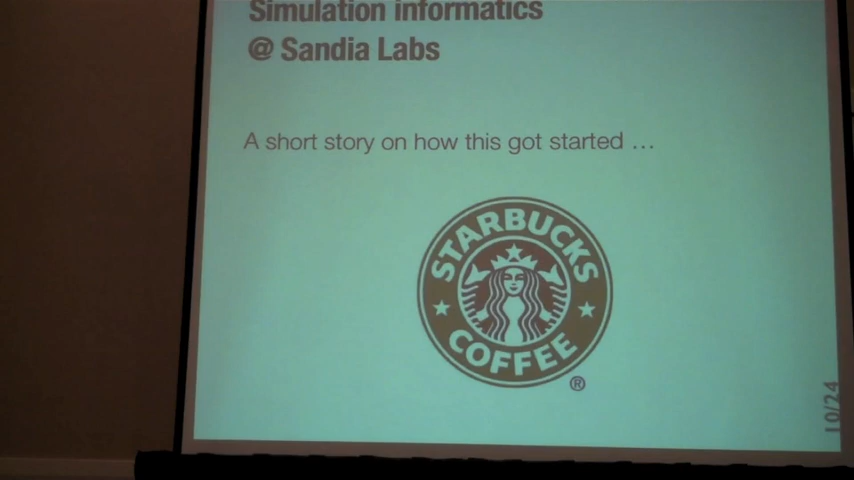 Simulation informatics
@ Sandia Labs
A short story on how this got started ...
STARBUCKS
COFFEE
®
10/24